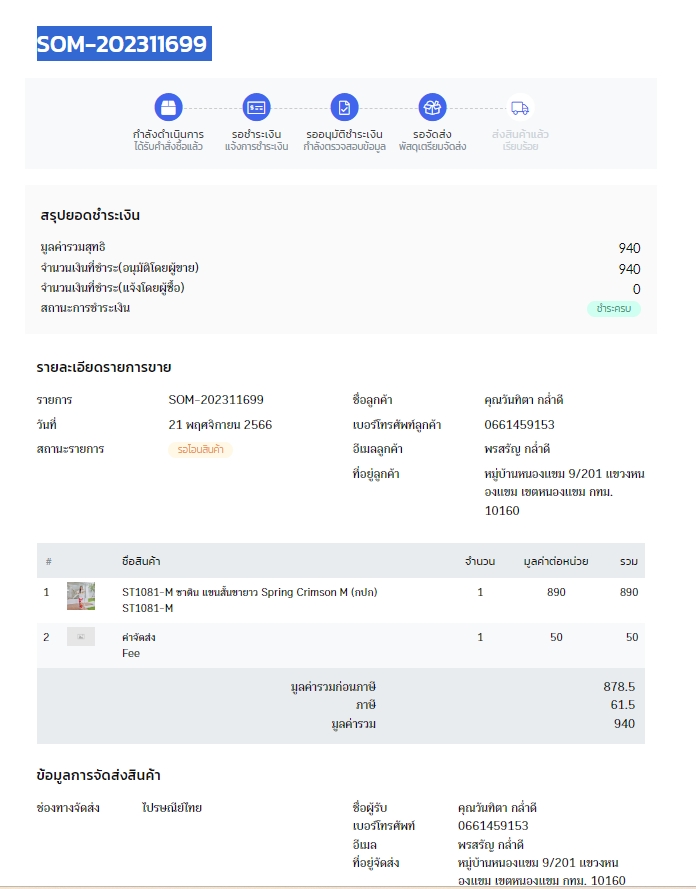 SOM-202311699
กำลังดำเนินการ รอชำระเงิน รออนุมัติชำระเงิน รอจัดส่ง ส่งสินค้าแล้ว
ได้รับคำสั่งซื้อแล้ว แจ้งการชำระเงิน กำลังตรวจสอบข้อมูล พัสดุเตรียมจัดส่ง เรียบร้อย
สรุปยอดชำระเงิน
มูลค่ารวมสุทธิ 940
จำนวนเงินที่ชำระ(อนุมัติโดยผู้ขาย) 940
จำนวนเงินที่ชำระ(แจ้งโดยผู้ซื้อ) 0
สถานะการชำระเงิน ชำระครบ
รายละเอียดรายการขาย
รายการ SOM-202311699 ชื่อลูกค้า คุณวันทิตา กล่ำดี
วันที่ 21 พฤศจิกายน 2566 เบอร์โทรศัพท์ลูกค้า 0661459153
สถานะรายการ รอโอนสินค้า อีเมลลูกค้า พรสรัญ กล่ำดี
ที่อยู่ลูกค้า หมู่บ้านหนองแขม 9/201 แขวงหน
องแขม เขตหนองแขม กทม.
10160
# ชื่อสินค้า จำนวน มูลค่าต่อหน่วย รวม
1 ST1081-M ซาติน แขนสั้นขายาว Spring Crimson M (กปก) 1 890 890
ST1081-M
2 ค่าจัดส่ง 1 50 50
Fee
มูลค่ารวมก่อนภาษี 878.5
ภาษี 61.5
มูลค่ารวม 940
ข้อมูลการจัดส่งสินค้า
ช่องทางจัดส่ง ไปรษณีย์ไทย ชื่อผู้รับ คุณวันทิตา กล่ำดี
เบอร์โทรศัพท์ 0661459153
อีเมล พรสรัญ กล่ำดี
ที่อยู่จัดส่ง หมู่บ้านหนองแขม 9/201 แขวงหน
องแขม เขตหนองแขม กทม. 10160